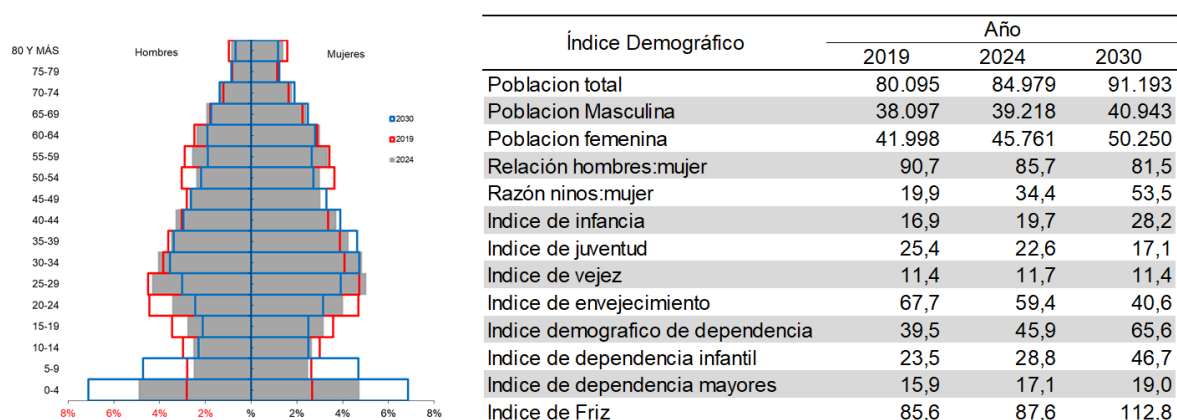 Hombres
Mujeres
80 Y MÁS
75-79
70-74
65-69
60-64
55-59
50-54
45-49
40-44
35-39
30-34
25-29
20-24
15-19
10-14
5-9
0-4
8% 6% 4% 2% % 2% 4% 6% 8%
2030
2019
2024
Índice Demográfico Año
2019 2024 2030
Poblacion total 80.095 84.979 91.193
Poblacion Masculina 38.097 39.218 40.943
Poblacion femenina 41.998 45.761 50.250
Relación hombres:mujer 90,7 85,7 81,5
Razón ninos:mujer 19,9 34,4 53,5
Indice de infancia 16,9 19,7 28,2
Indice de juventud 25,4 22,6 17,1
Indice de vejez 11,4 11,7 11,4
Indice de envejecimiento 67,7 59,4 40,6
Indice demografico de dependencia 39,5 45,9 65,6
Indice de dependencia infantil 23,5 28,8 46,7
Indice de dependencia mayores 15,9 17,1 19,0
Indice de Friz 85,6 87,6 112,8